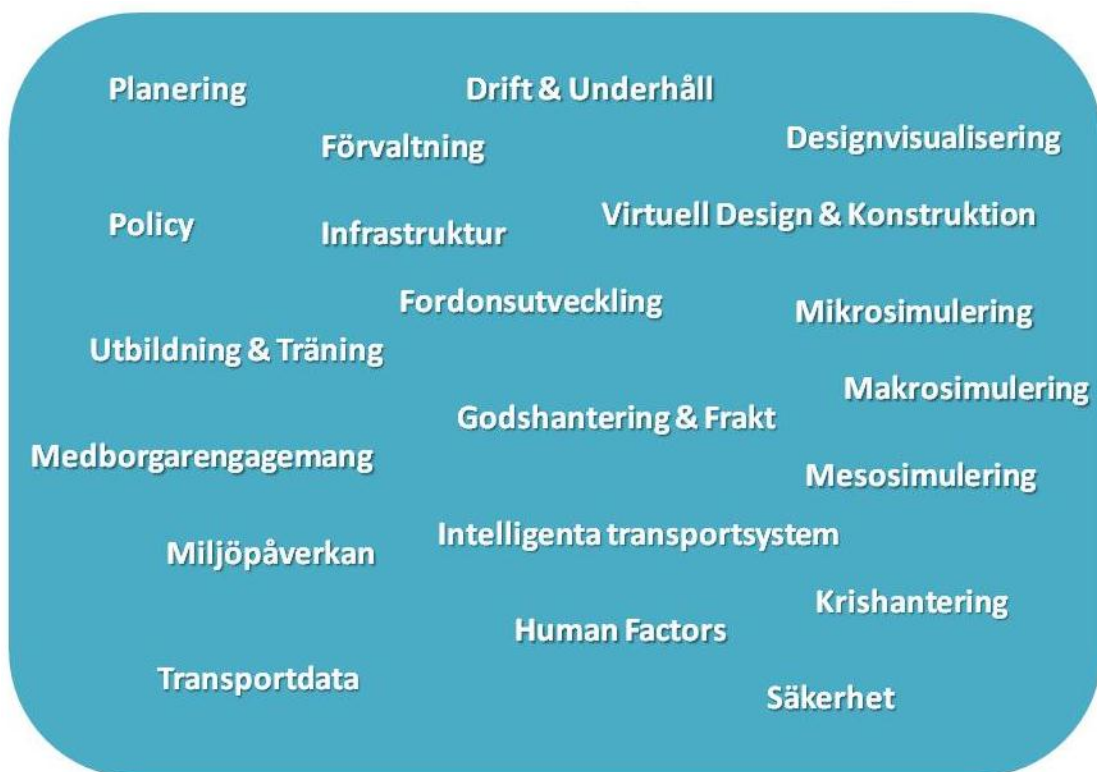 Planering
Drift & Underhåll
Förvaltning
Designvisualisering
Policy
Infrastruktur
Virtuell Design & Konstruktion
Fordonsutveckling
Mikrosimulering
Utbildning & Träning
Makrosimulering
Godshantering & Frakt
Medborgarengagemang
Mesosimulering
Intelligenta transportsystem
Miljöpåverkan
Krishantering
Human Factors
Transportdata
Säkerhet